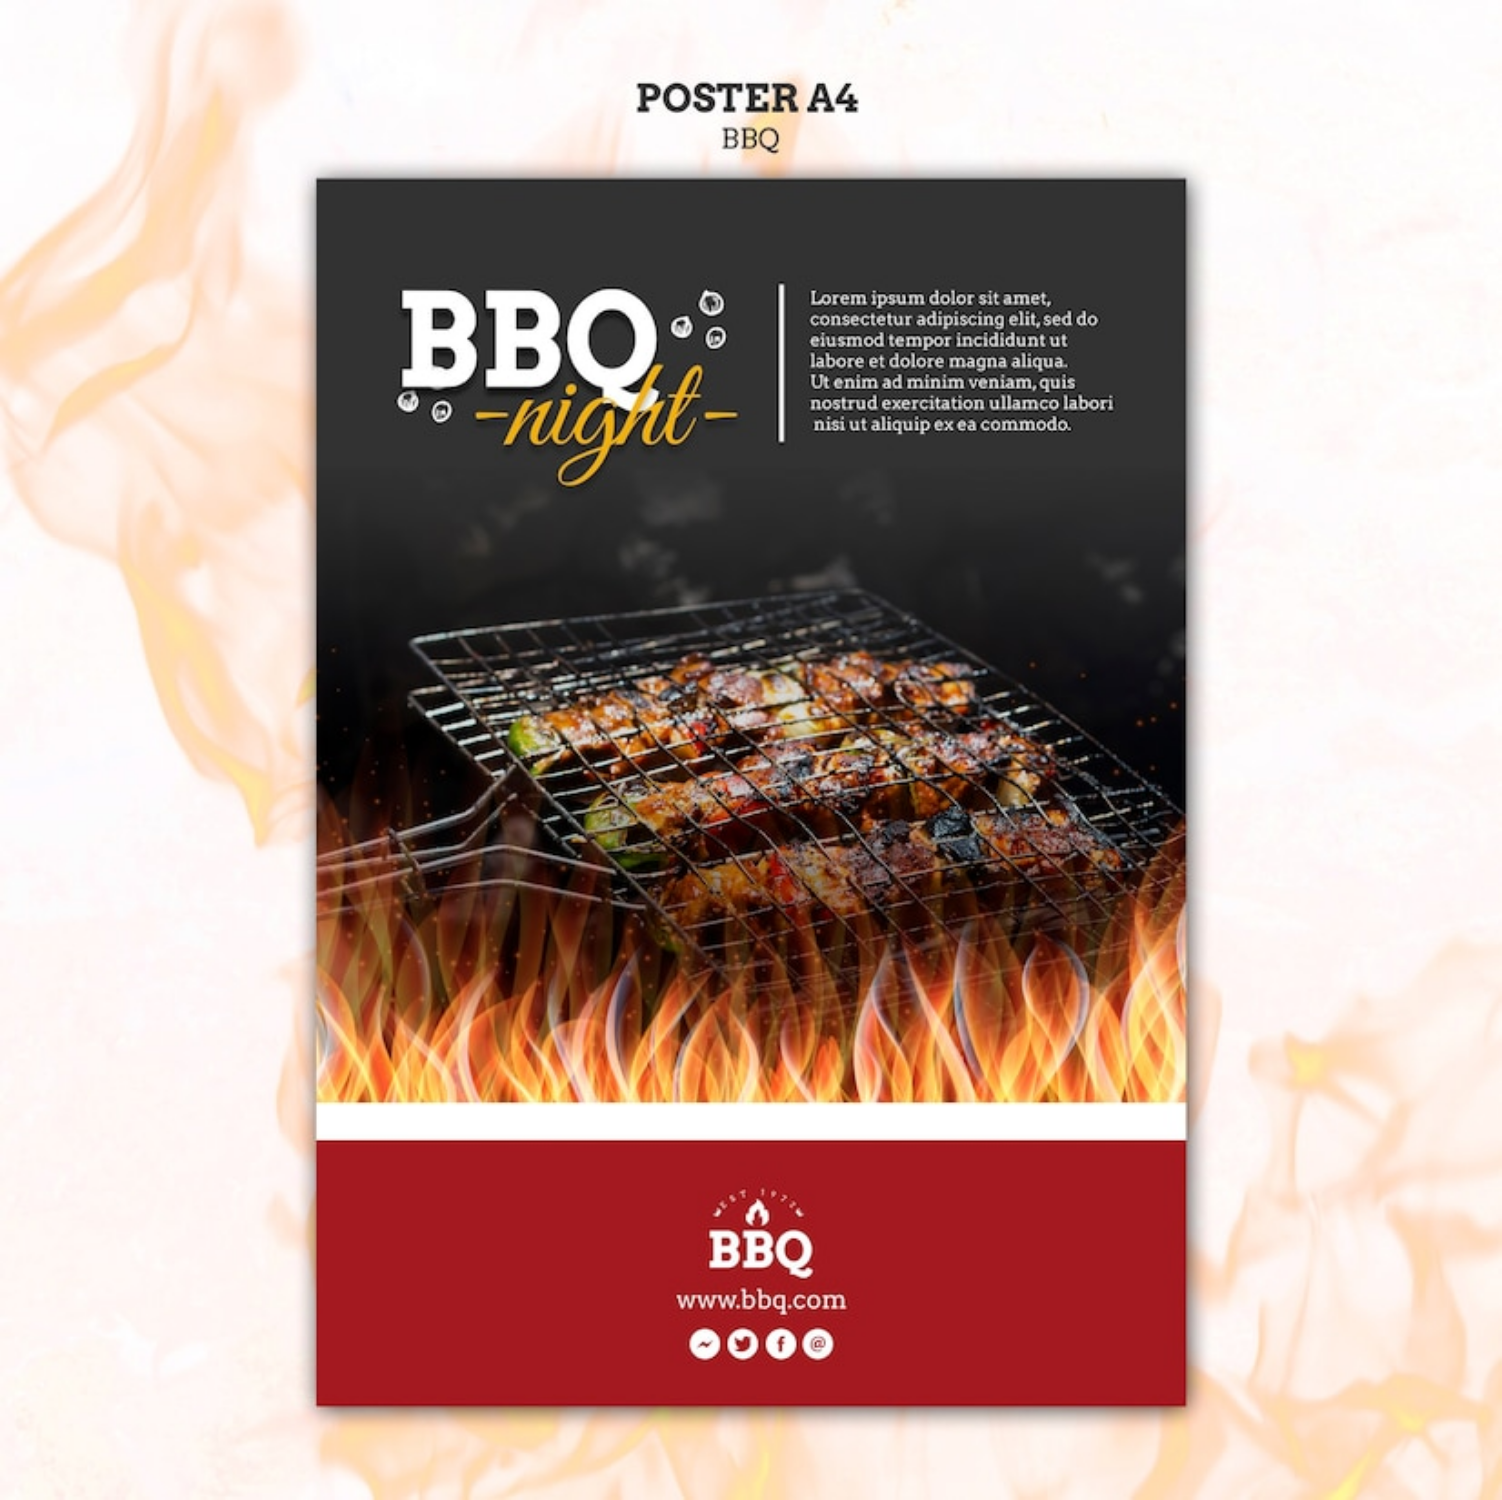 POSTER A4
BBQ
BBQ
-night-
Lorem ipsum dolor sit amet,
consectetur adipiscing elit, sed do
eiusmod tempor incididunt ut
labore et dolore magna aliqua.
Ut enim ad minim veniam, quis
nostrud exercitation ullamco labori
nisi ut aliquip ex ea commodo.
EST 1972
BBQ
www.bbq.com